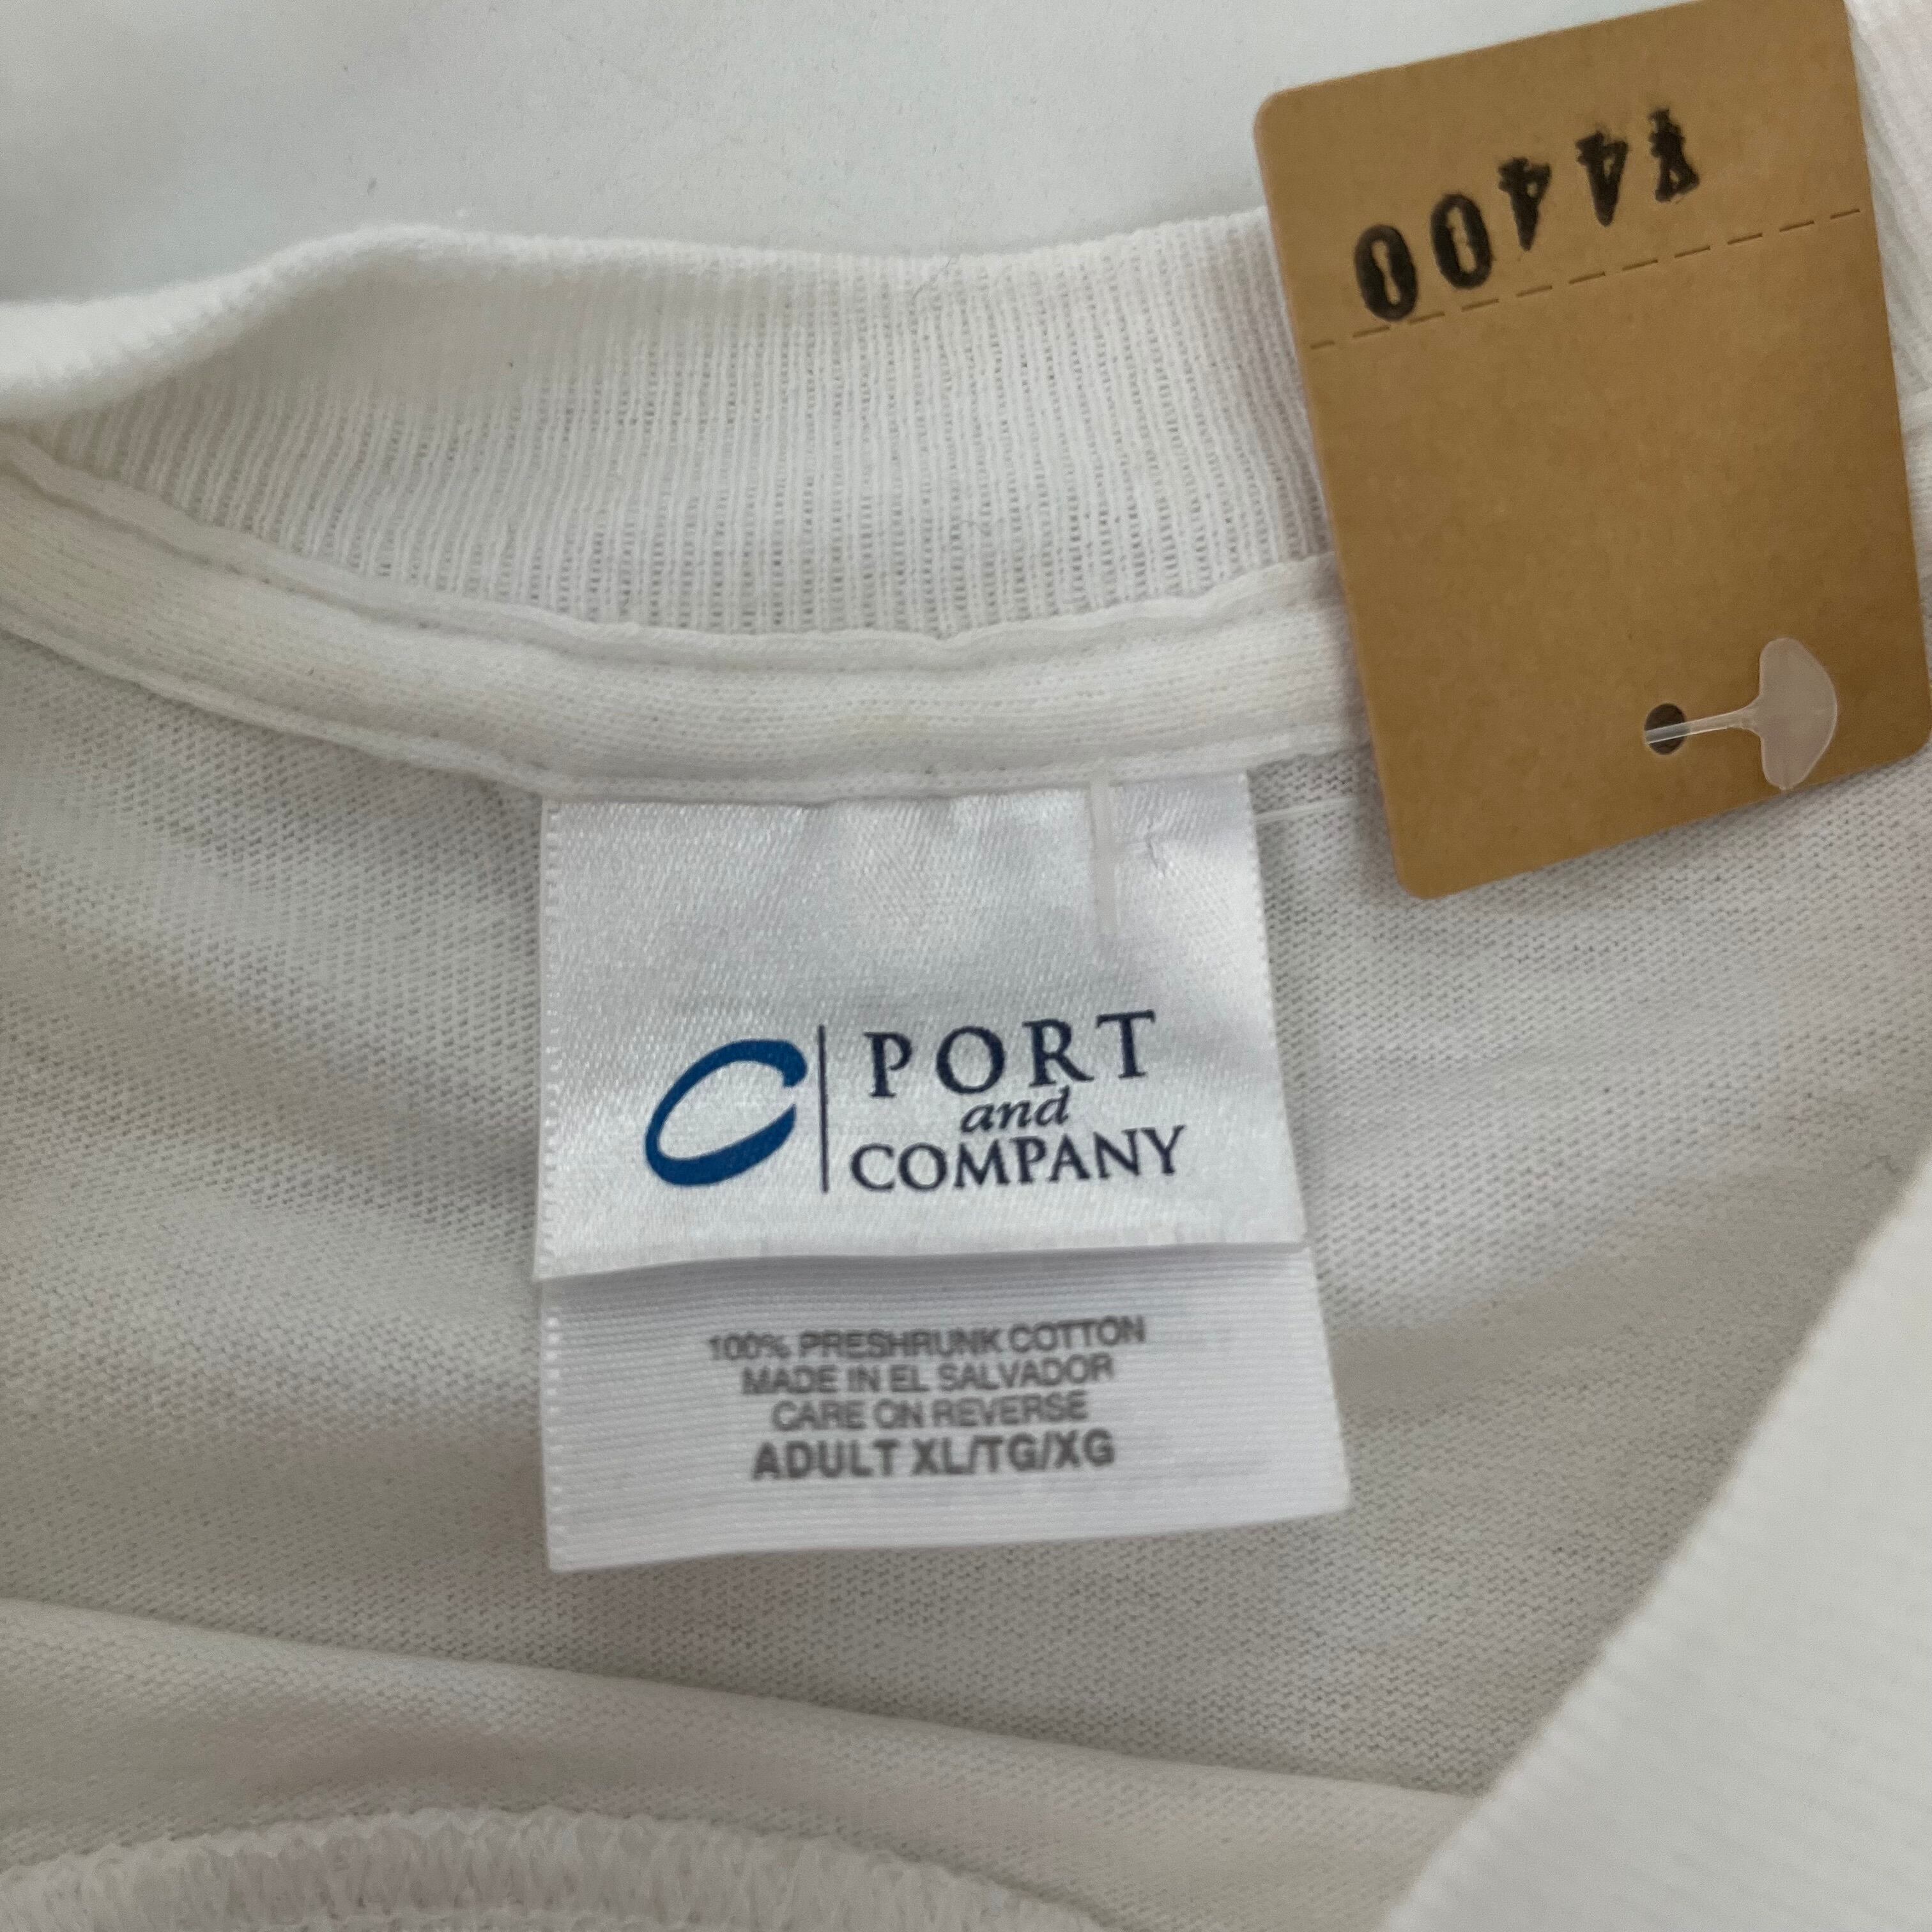 ¥4400
PORT
and
COMPANY
100% PRESHRUNK COTTON
MADE IN EL SALVADOR
CARE ON REVERSE
ADULT XL/TG/XG